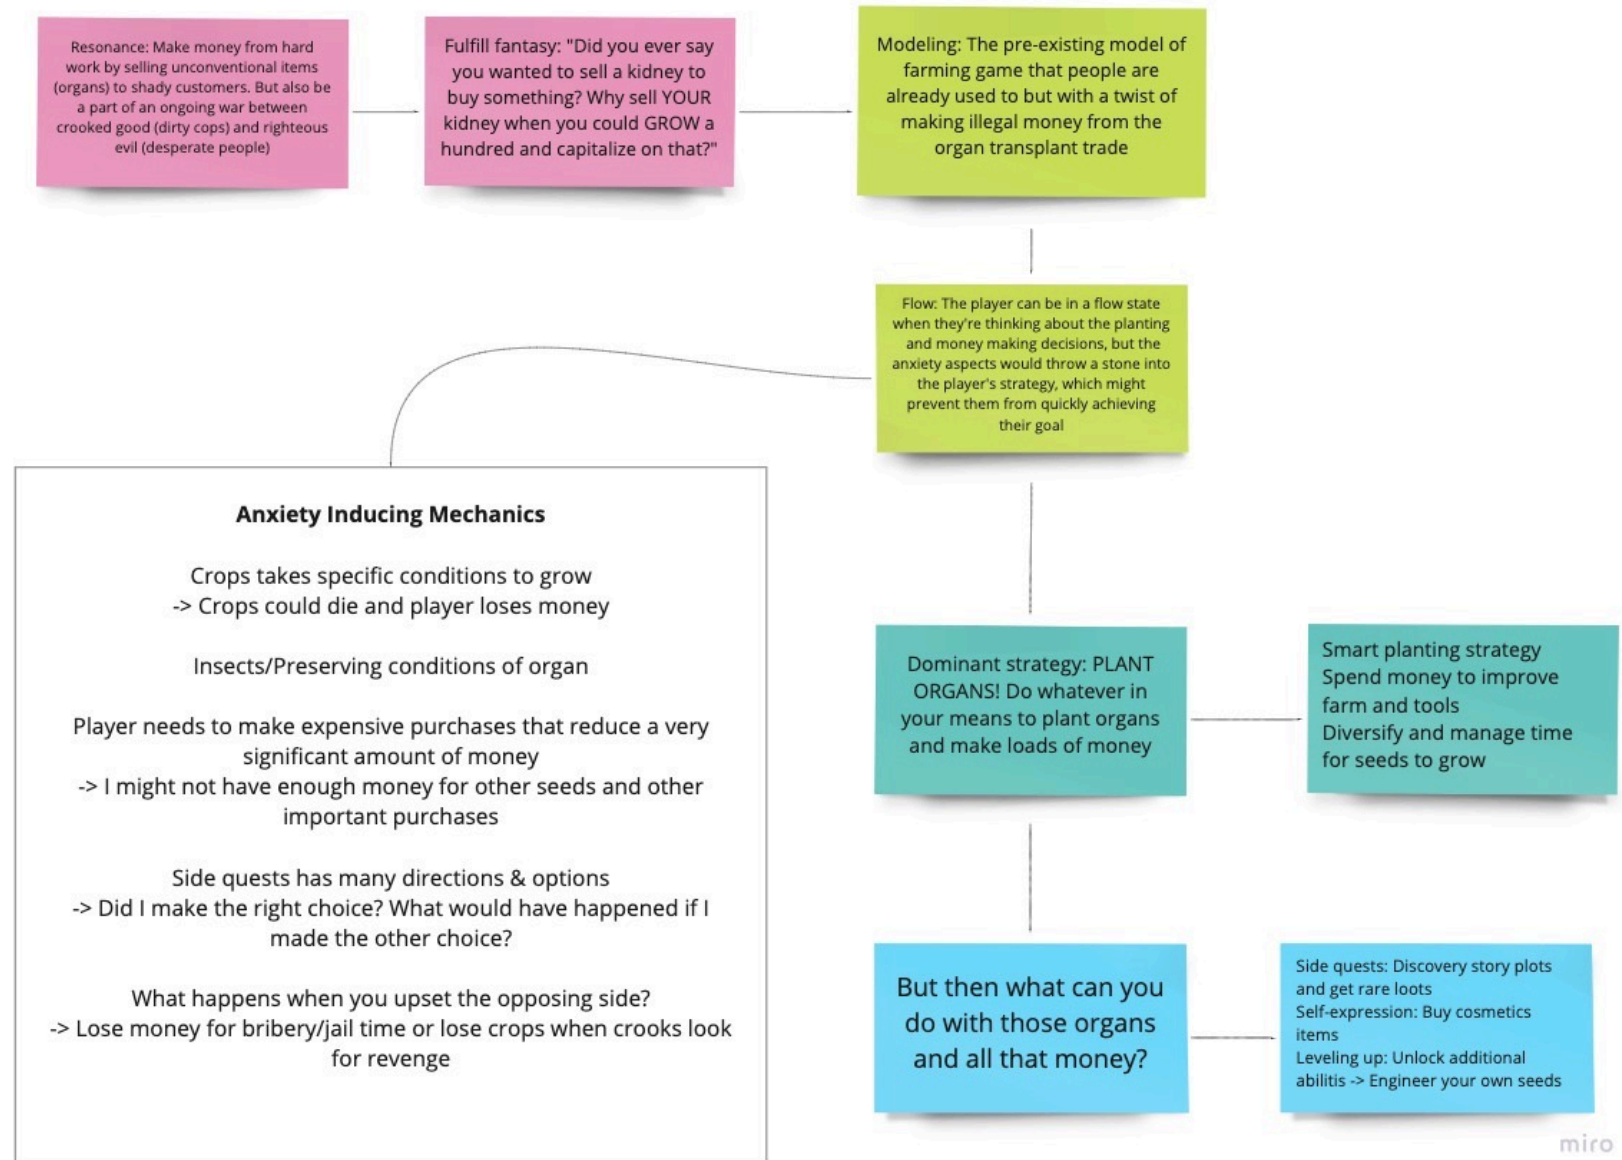 Resonance: Make money from hard
work by selling unconventional items
(organs) to shady customers. But also be
a part of an ongoing war between
crooked good (dirty cops) and righteous
evil (desperate people)
Fulfill fantasy: "Did you ever say
you wanted to sell a kidney to
buy something? Why sell YOUR
kidney when you could GROW a
hundred and capitalize on that?"
Modeling: The pre-existing model of
farming game that people are
already used to but with a twist of
making illegal money from the
organ transplant trade
Flow: The player can be in a flow state
when they're thinking about the planting
and money making decisions, but the
anxiety aspects would throw a stone into
the player's strategy, which might
prevent them from quickly achieving
their goal
Anxiety Inducing Mechanics
Crops takes specific conditions to grow
-> Crops could die and player loses money
Insects/Preserving conditions of organ
Player needs to make expensive purchases that reduce a very
significant amount of money
-> I might not have enough money for other seeds and other
important purchases
Side quests has many directions & options
-> Did I make the right choice? What would have happened if I
made the other choice?
What happens when you upset the opposing side?
-> Lose money for bribery/jail time or lose crops when crooks look
for revenge
Dominant strategy: PLANT
ORGANS! Do whatever in
your means to plant organs
and make loads of money
Smart planting strategy
Spend money to improve
farm and tools
Diversify and manage time
for seeds to grow
But then what can you
do with those organs
and all that money?
Side quests: Discovery story plots
and get rare loots
Self-expression: Buy cosmetics
items
Leveling up: Unlock additional
abilitis -> Engineer your own seeds
miro